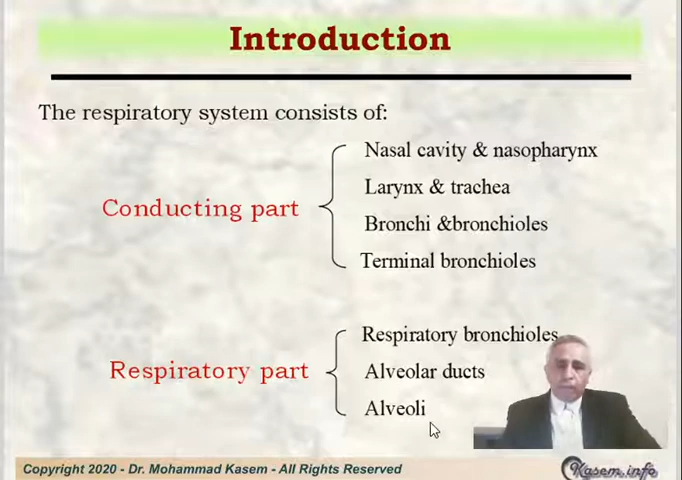 Introduction
The respiratory system consists of:
Conducting part
Nasal cavity & nasopharynx
Larynx & trachea
Bronchi &bronchioles
Terminal bronchioles
Respiratory part
Respiratory bronchioles
Alveolar ducts
Alveoli
Copyright 2020 - Dr. Mohammad Kasem - All Rights Reserved
Kasem.info